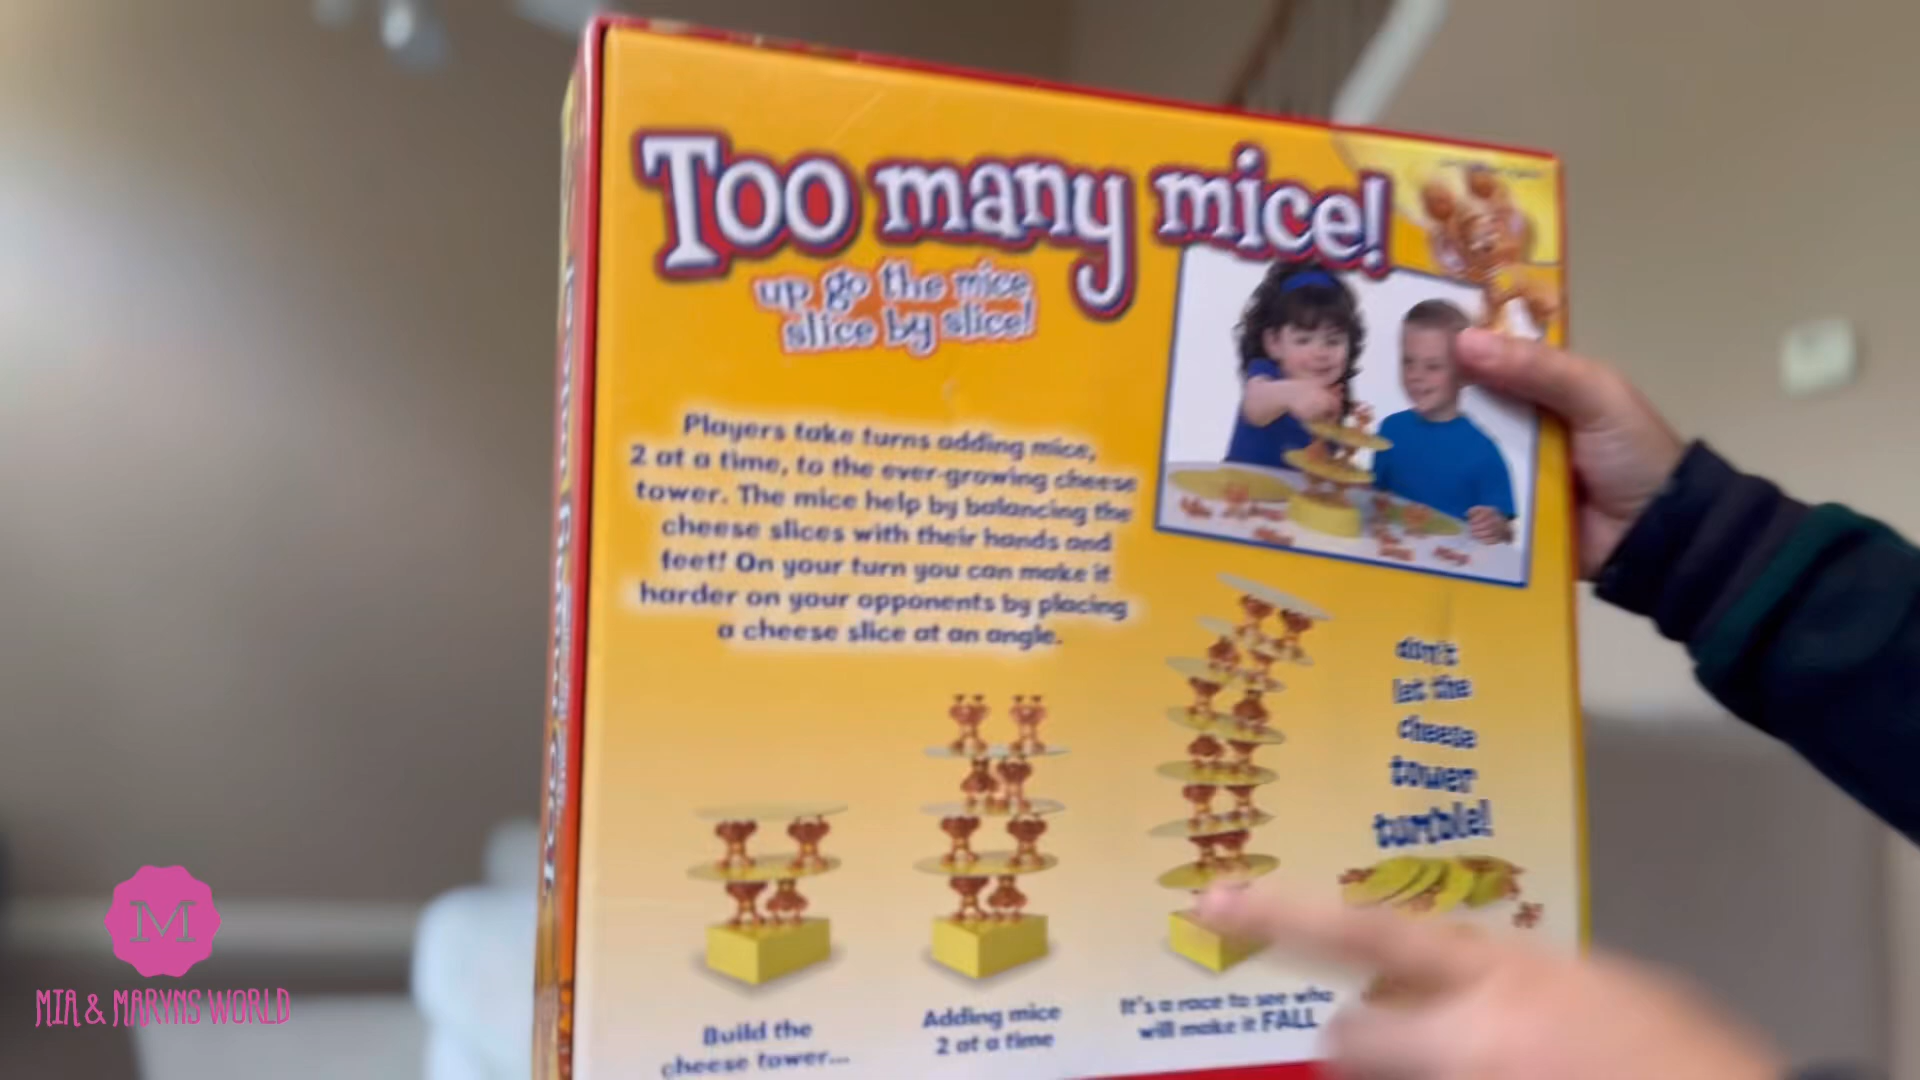 Too many mice!
up go the mice
slice by slice!
Players take turns adding mice,
2 at a time, to the ever-growing cheese
tower. The mice help by balancing the
cheese slices with their hands and
feet! On your turn you can make it
harder on your opponents by placing
a cheese slice at an angle.
don't
let the
cheese
tower
tumble!
Build the
cheese tower...
Adding mice
2 at a time
It's a race to see who
will make it FALL
M
MIA & MARYNS WORLD